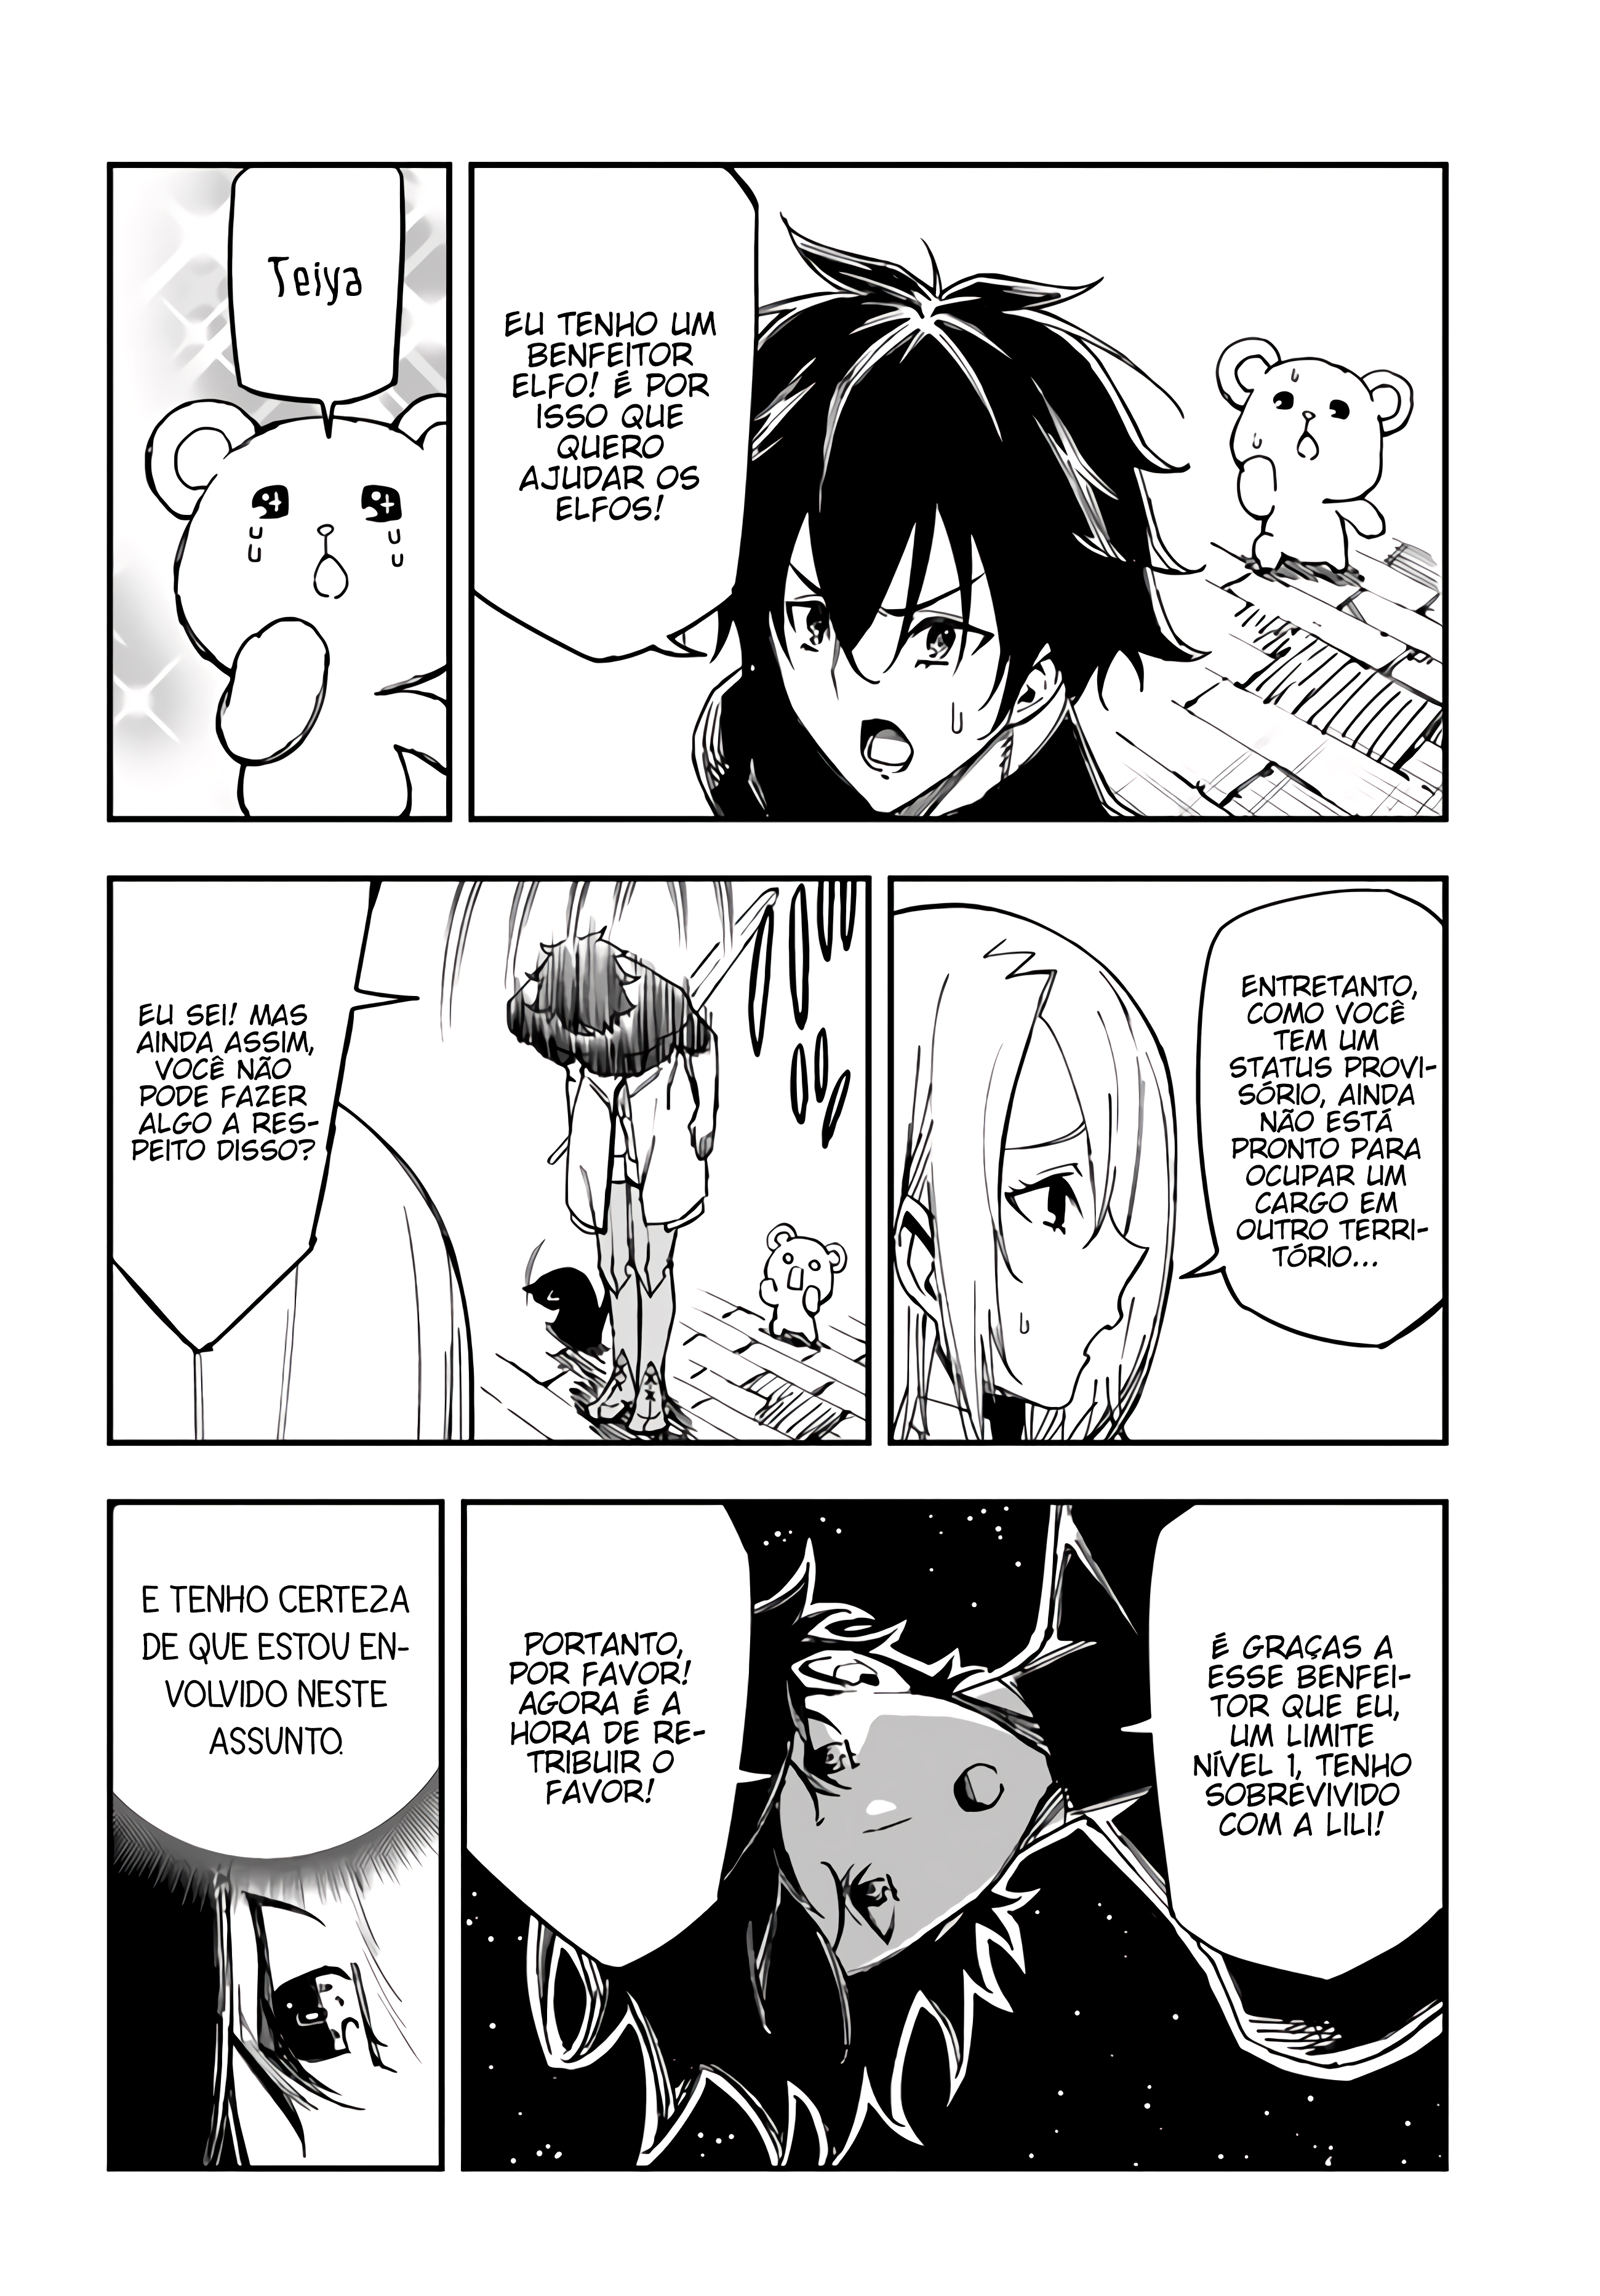 EU TENHO UM
BENFEITOR
ELFO! É POR
ISSO QUE
QUERO
AJUDAR OS
ELFOS!
Teiya
ENTRETANTO,
COMO VOCÊ
TEM UM
STATUS PROVI-
SÓRIO, AINDA
NÃO ESTÁ
PRONTO PARA
OCUPAR UM
CARGO EM
OUTRO TERRI-
TÓRIO...
EU SEI! MAS
AINDA ASSIM,
VOCÊ NÃO
PODE FAZER
ALGO A RES-
PEITO DISSO?
É GRAÇAS A
ESSE BENFEI-
TOR QUE EU,
UM LIMITE
NÍVEL 1, TENHO
SOBREVIVIDO
COM A LILI!
PORTANTO,
POR FAVOR!
AGORA É A
HORA DE RE-
TRIBUIR O
FAVOR!
E TENHO CERTEZA
DE QUE ESTOU EN-
VOLVIDO NESTE
ASSUNTO.